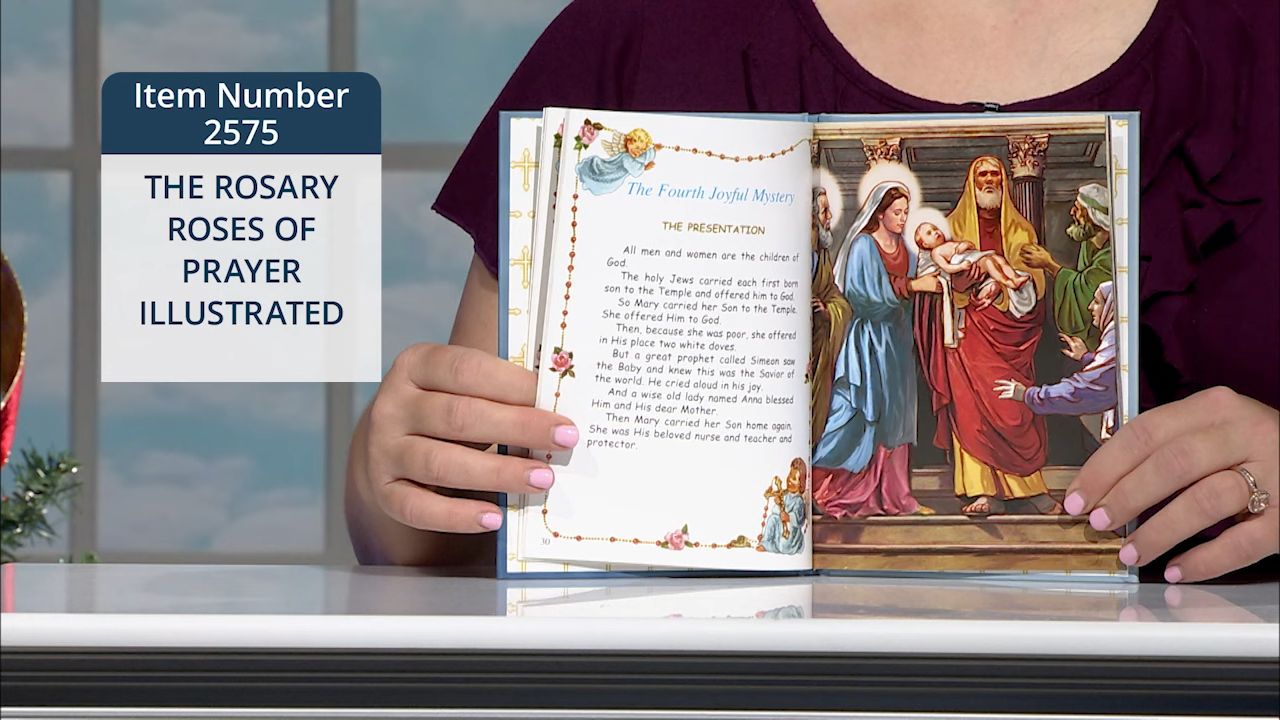 Item Number
2575
THE ROSARY
ROSES OF
PRAYER
ILLUSTRATED
The Fourth Joyful Mystery
THE PRESENTATION
All men and women are the children of
God.
The holy Jews carried each first born
son to the Temple and offered him to God.
So Mary carried her Son to the Temple.
She offered Him to God.
Then, because she was poor, she offered
in His place two white doves.
But a great prophet called Simeon saw
the Baby and knew this was the Savior of
the world. He cried aloud in his joy.
And a wise old lady named Anna blessed
Him and His dear Mother.
Then Mary carried her Son home again.
She was His beloved nurse and teacher and
protector.
30